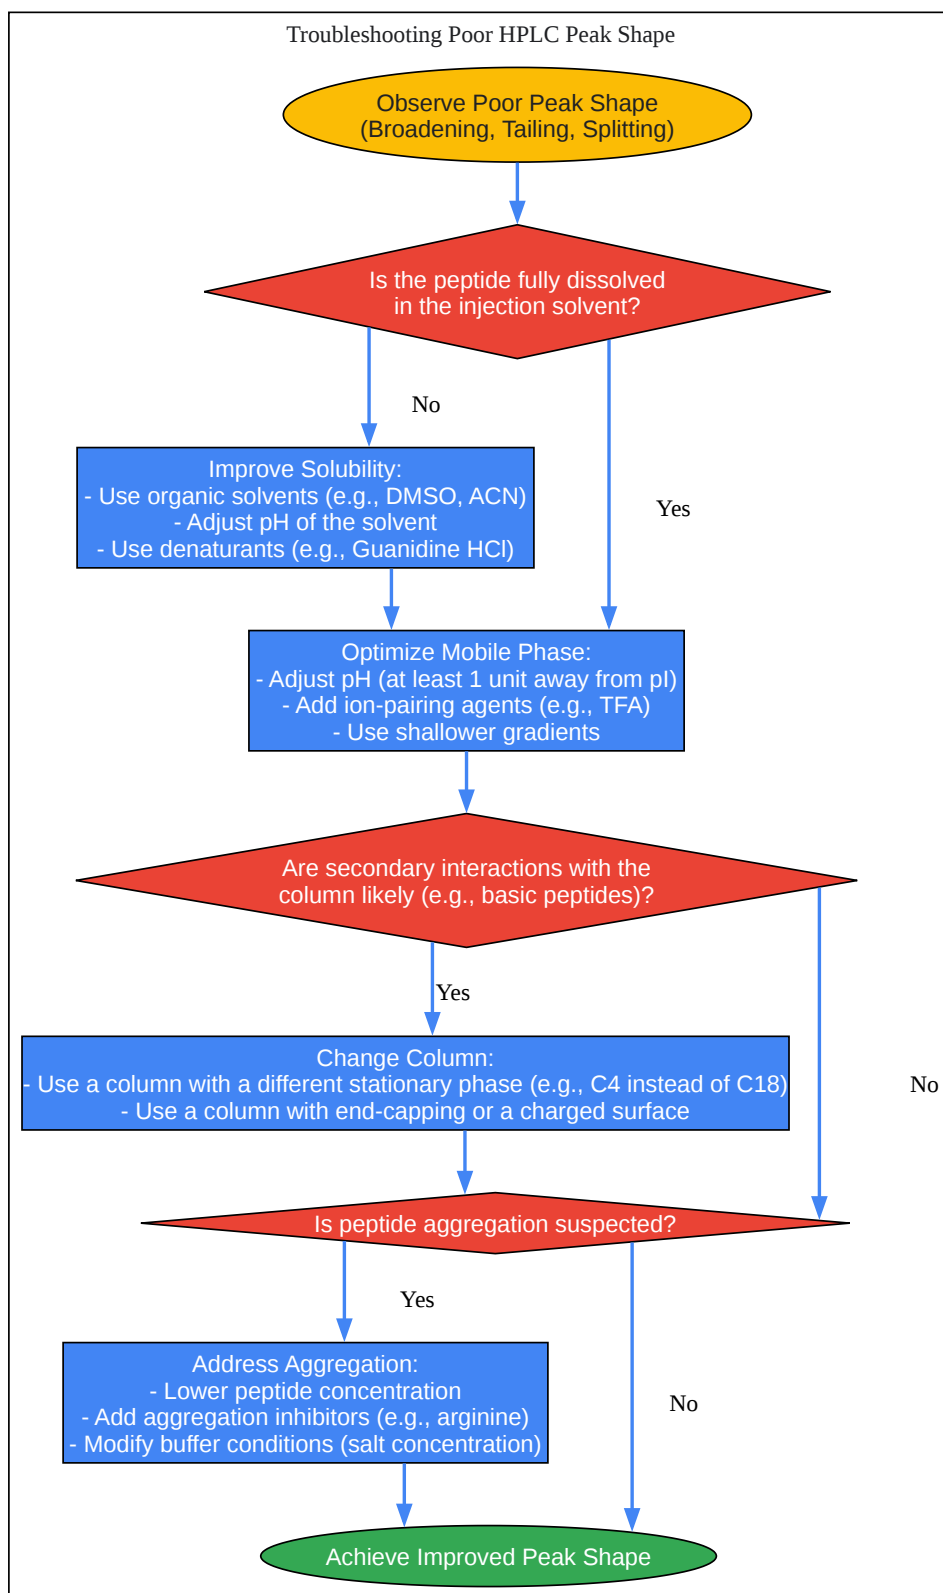 Troubleshooting Poor HPLC Peak Shape
Observe Poor Peak Shape
(Broadening, Tailing, Splitting)
Is the peptide fully dissolved
in the injection solvent?
No
Improve Solubility:
- Use organic solvents (e.g., DMSO, ACN)
- Adjust pH of the solvent
- Use denaturants (e.g., Guanidine HCl)
Yes
Optimize Mobile Phase:
- Adjust pH (at least 1 unit away from pI)
- Add ion-pairing agents (e.g., TFA)
- Use shallower gradients
Are secondary interactions with the
column likely (e.g., basic peptides)?
Yes
Change Column:
- Use a column with a different stationary phase (e.g., C4 instead of C18)
- Use a column with end-capping or a charged surface
No
Is peptide aggregation suspected?
Yes
Address Aggregation:
- Lower peptide concentration
- Add aggregation inhibitors (e.g., arginine)
- Modify buffer conditions (salt concentration)
No
Achieve Improved Peak Shape